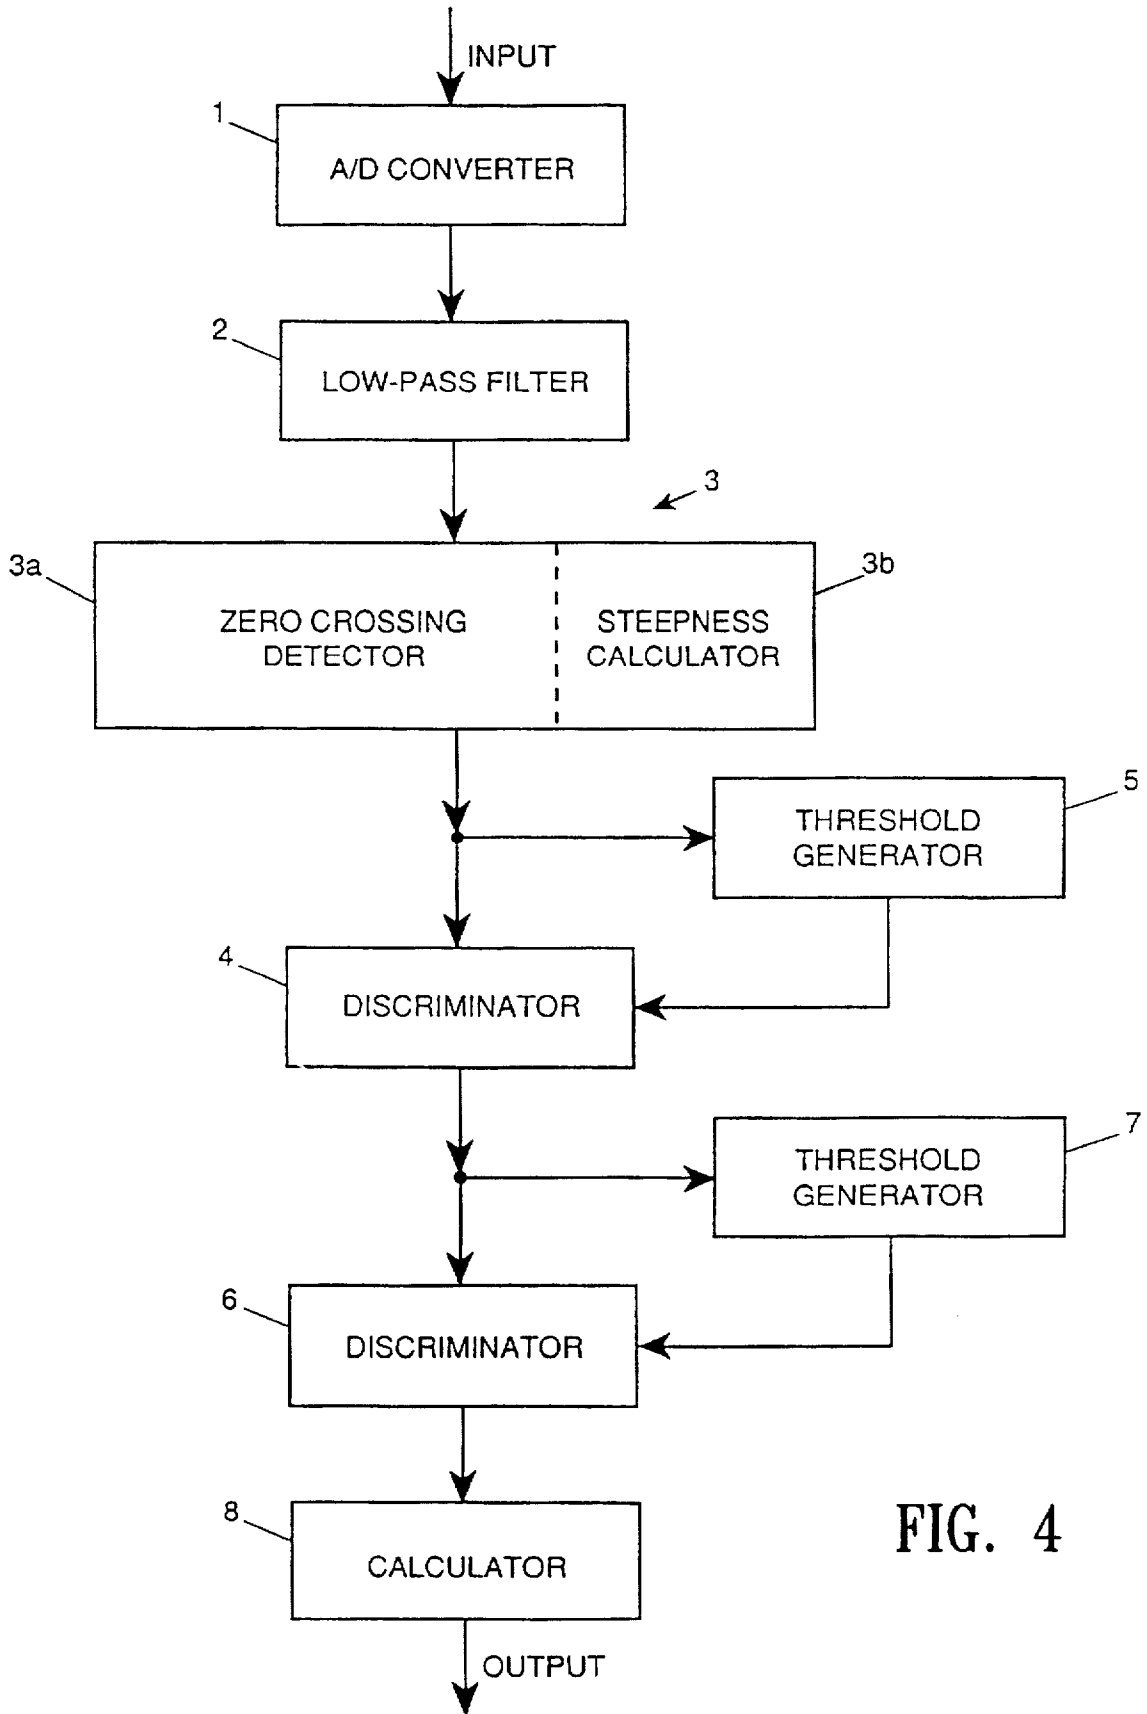 INPUT
1
A/D CONVERTER
2
LOW-PASS FILTER
3
3a
3b
ZERO CROSSING
DETECTOR
STEEPNESS
CALCULATOR
5
THRESHOLD
GENERATOR
4
DISCRIMINATOR
7
THRESHOLD
GENERATOR
6
DISCRIMINATOR
8
CALCULATOR
FIG. 4
OUTPUT